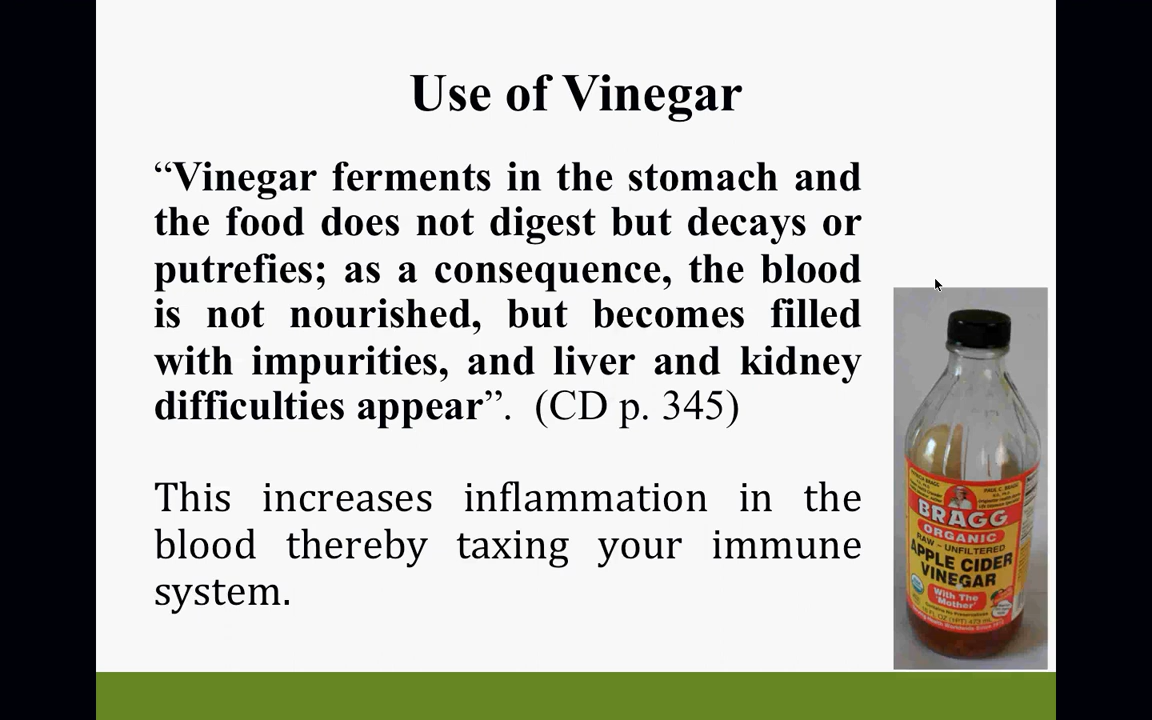 Use of Vinegar
“Vinegar ferments in the stomach and
the food does not digest but decays or
putrefies; as a consequence, the blood
is not nourished, but becomes filled
with impurities, and liver and kidney
difficulties appear”.  (CD p. 345)
This increases inflammation in the
blood thereby taxing your immune
system.
PAUL C. BRAGG
BRAGG
ORGANIC
RAW - UNFILTERED
APPLE CIDER
VINEGAR
With The
'Mother'